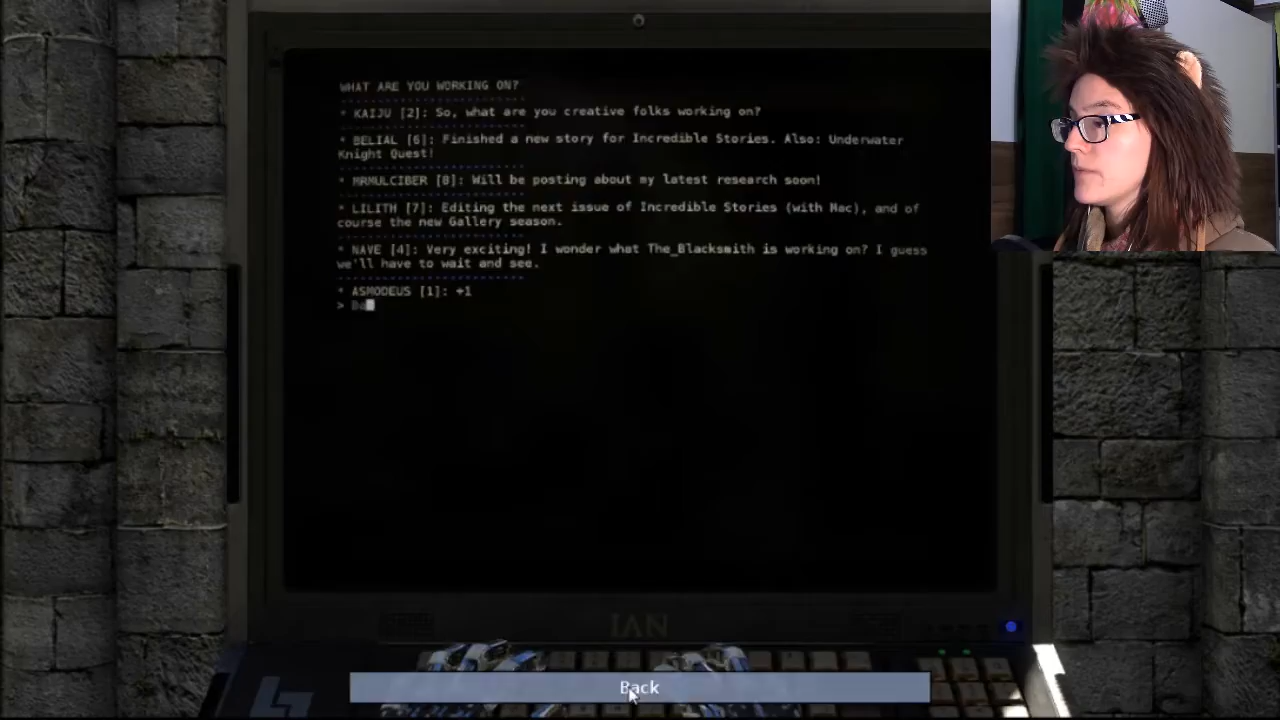 WHAT ARE YOU WORKING ON?
* KAIJU [2]: So, what are you creative folks working on?
* BELIAL [6]: Finished a new story for Incredible Stories. Also: Underwater
Knight Quest!
* MRMULCIBER [8]: Will be posting about my latest research soon!
* LILITH [7]: Editing the next issue of Incredible Stories (with Mac), and of
course the new Gallery season.
* NAVE [4]: Very exciting! I wonder what The_Blacksmith is working on? I guess
we'll have to wait and see.
* ASMODEUS [1]: +1
> Ba
IAN
Back